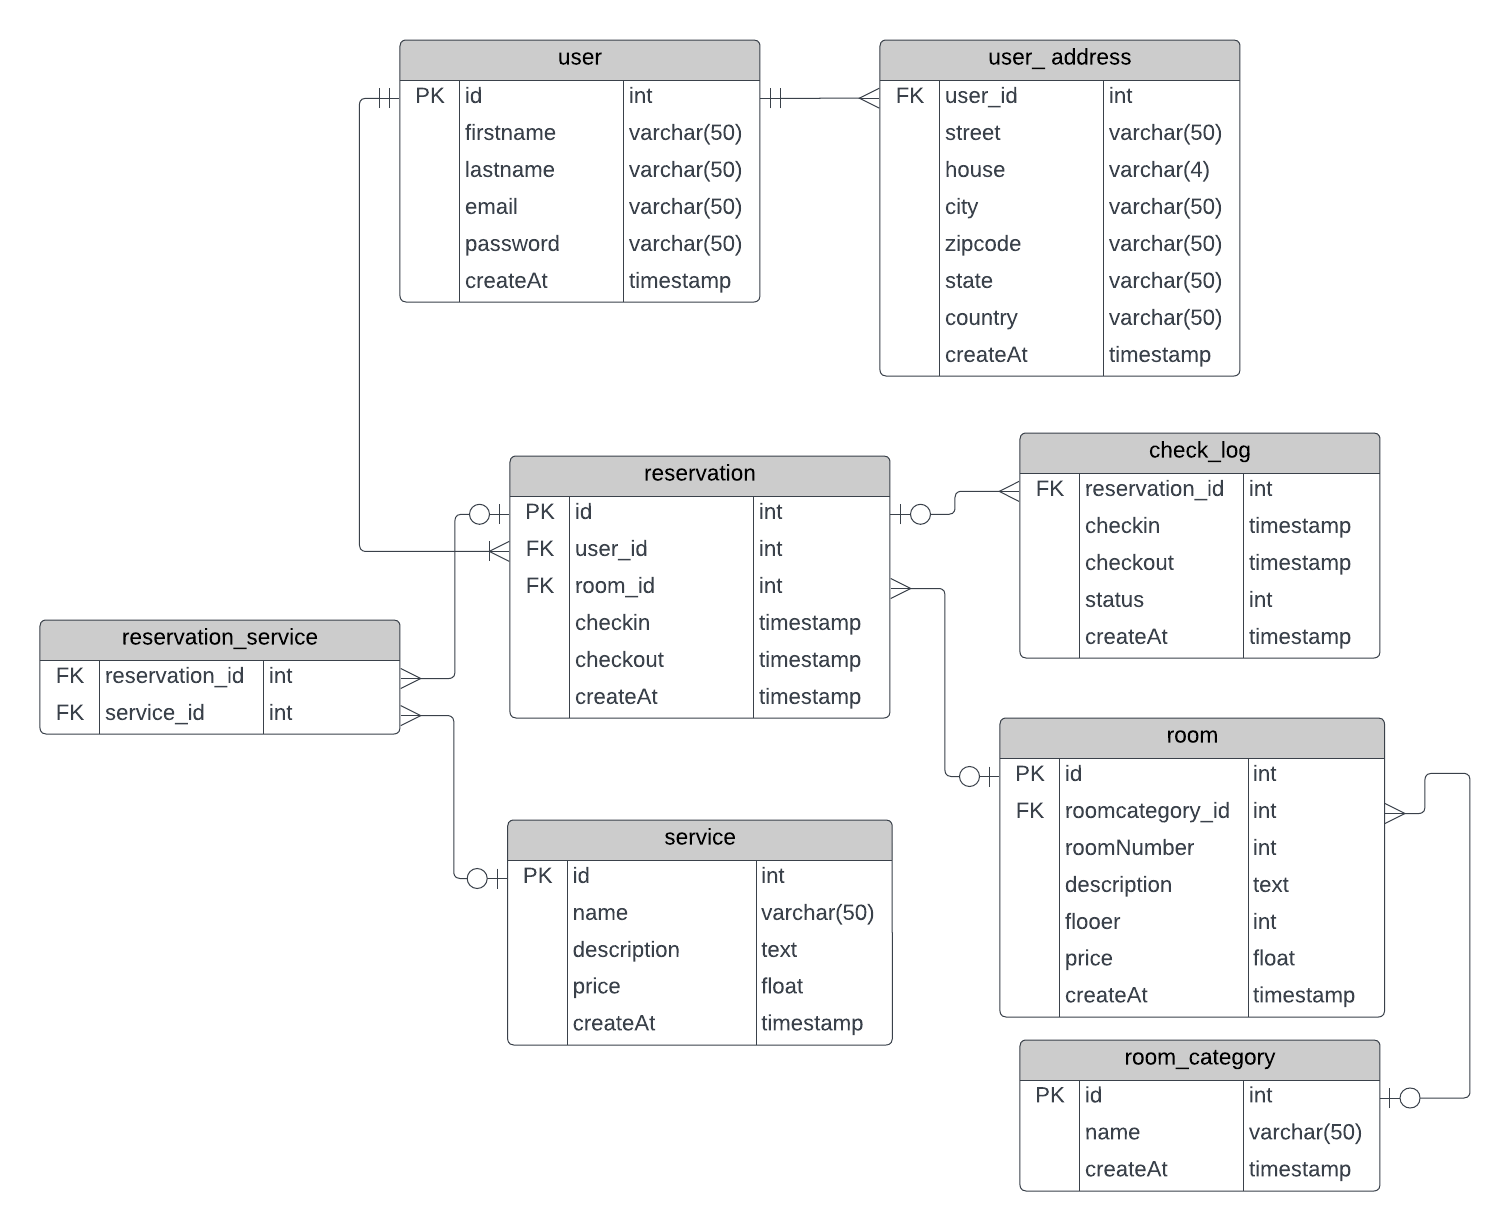 user
PK id int
firstname varchar(50)
lastname varchar(50)
email varchar(50)
password varchar(50)
createAt timestamp
user_ address
FK user_id int
street varchar(50)
house varchar(4)
city varchar(50)
zipcode varchar(50)
state varchar(50)
country varchar(50)
createAt timestamp
reservation
PK id int
FK user_id int
FK room_id int
checkin timestamp
checkout timestamp
createAt timestamp
check_log
FK reservation_id int
checkin timestamp
checkout timestamp
status int
createAt timestamp
reservation_service
FK reservation_id int
FK service_id int
service
PK id int
name varchar(50)
description text
price float
createAt timestamp
room
PK id int
FK roomcategory_id int
roomNumber int
description text
flooer int
price float
createAt timestamp
room_category
PK id int
name varchar(50)
createAt timestamp